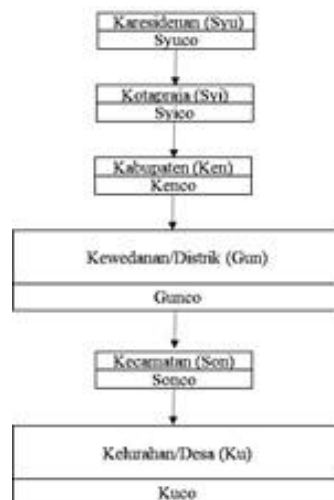 Karesidenan (Syu)
Syuco
Kotapraja (Syi)
Syico
Kabupaten (Ken)
Kenco
Kewedanan/Distrik (Gun)
Gunco
Kecamatan (Son)
Sonco
Kelurahan/Desa (Ku)
Kuco